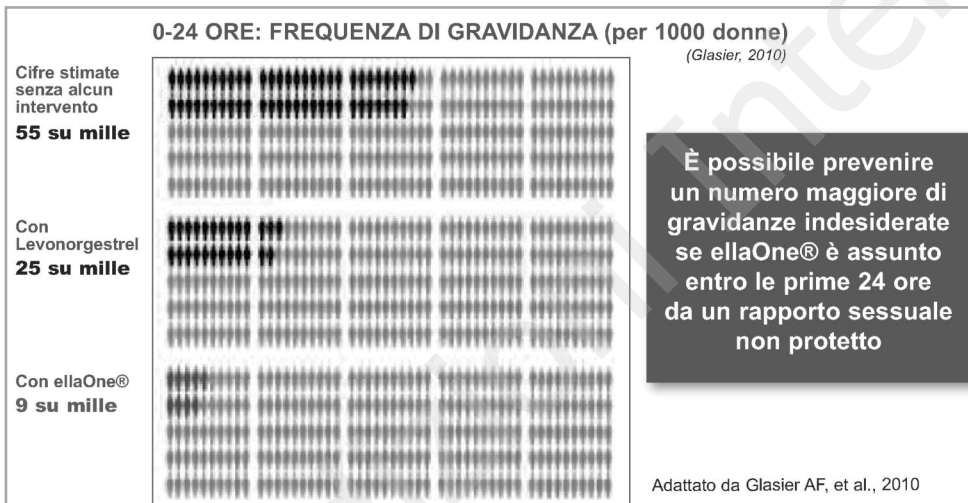 0-24 ORE: FREQUENZA DI GRAVIDANZA (per 1000 donne)
(Glasier, 2010)
Cifre stimate
senza alcun
intervento
55 su mille
Con
Levonorgestrel
25 su mille
Con ellaOne®
9 su mille
È possibile prevenire
un numero maggiore di
gravidanze indesiderate
se ellaOne® è assunto
entro le prime 24 ore
da un rapporto sessuale
non protetto
Adattato da Glasier AF, et al., 2010